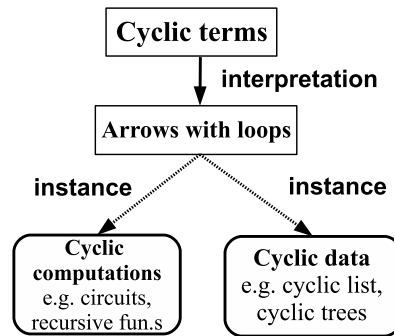 Cyclic terms
interpretation
Arrows with loops
instance
instance
Cyclic
computations
e.g. circuits,
recursive fun.s
Cyclic data
e.g. cyclic list,
cyclic trees